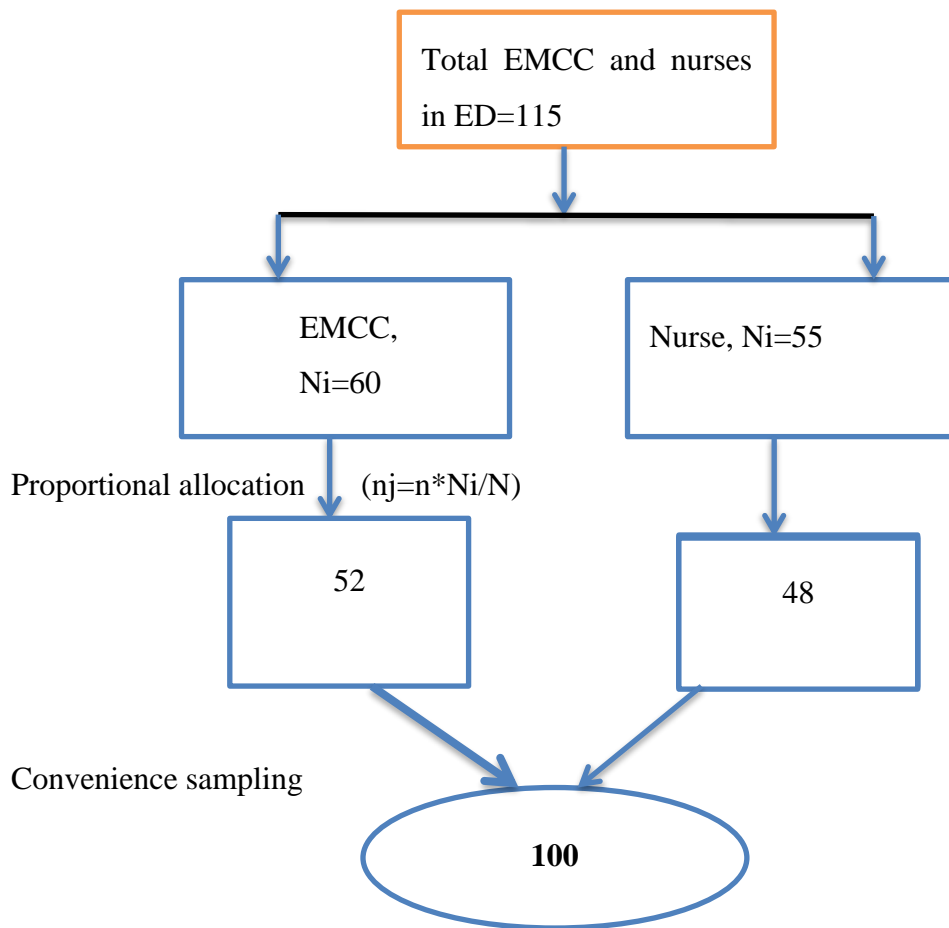 Total EMCC and nurses
in ED=115
EMCC,
Ni=60
Nurse, Ni=55
Proportional allocation (nj=n*Ni/N)
52
48
Convenience sampling
100